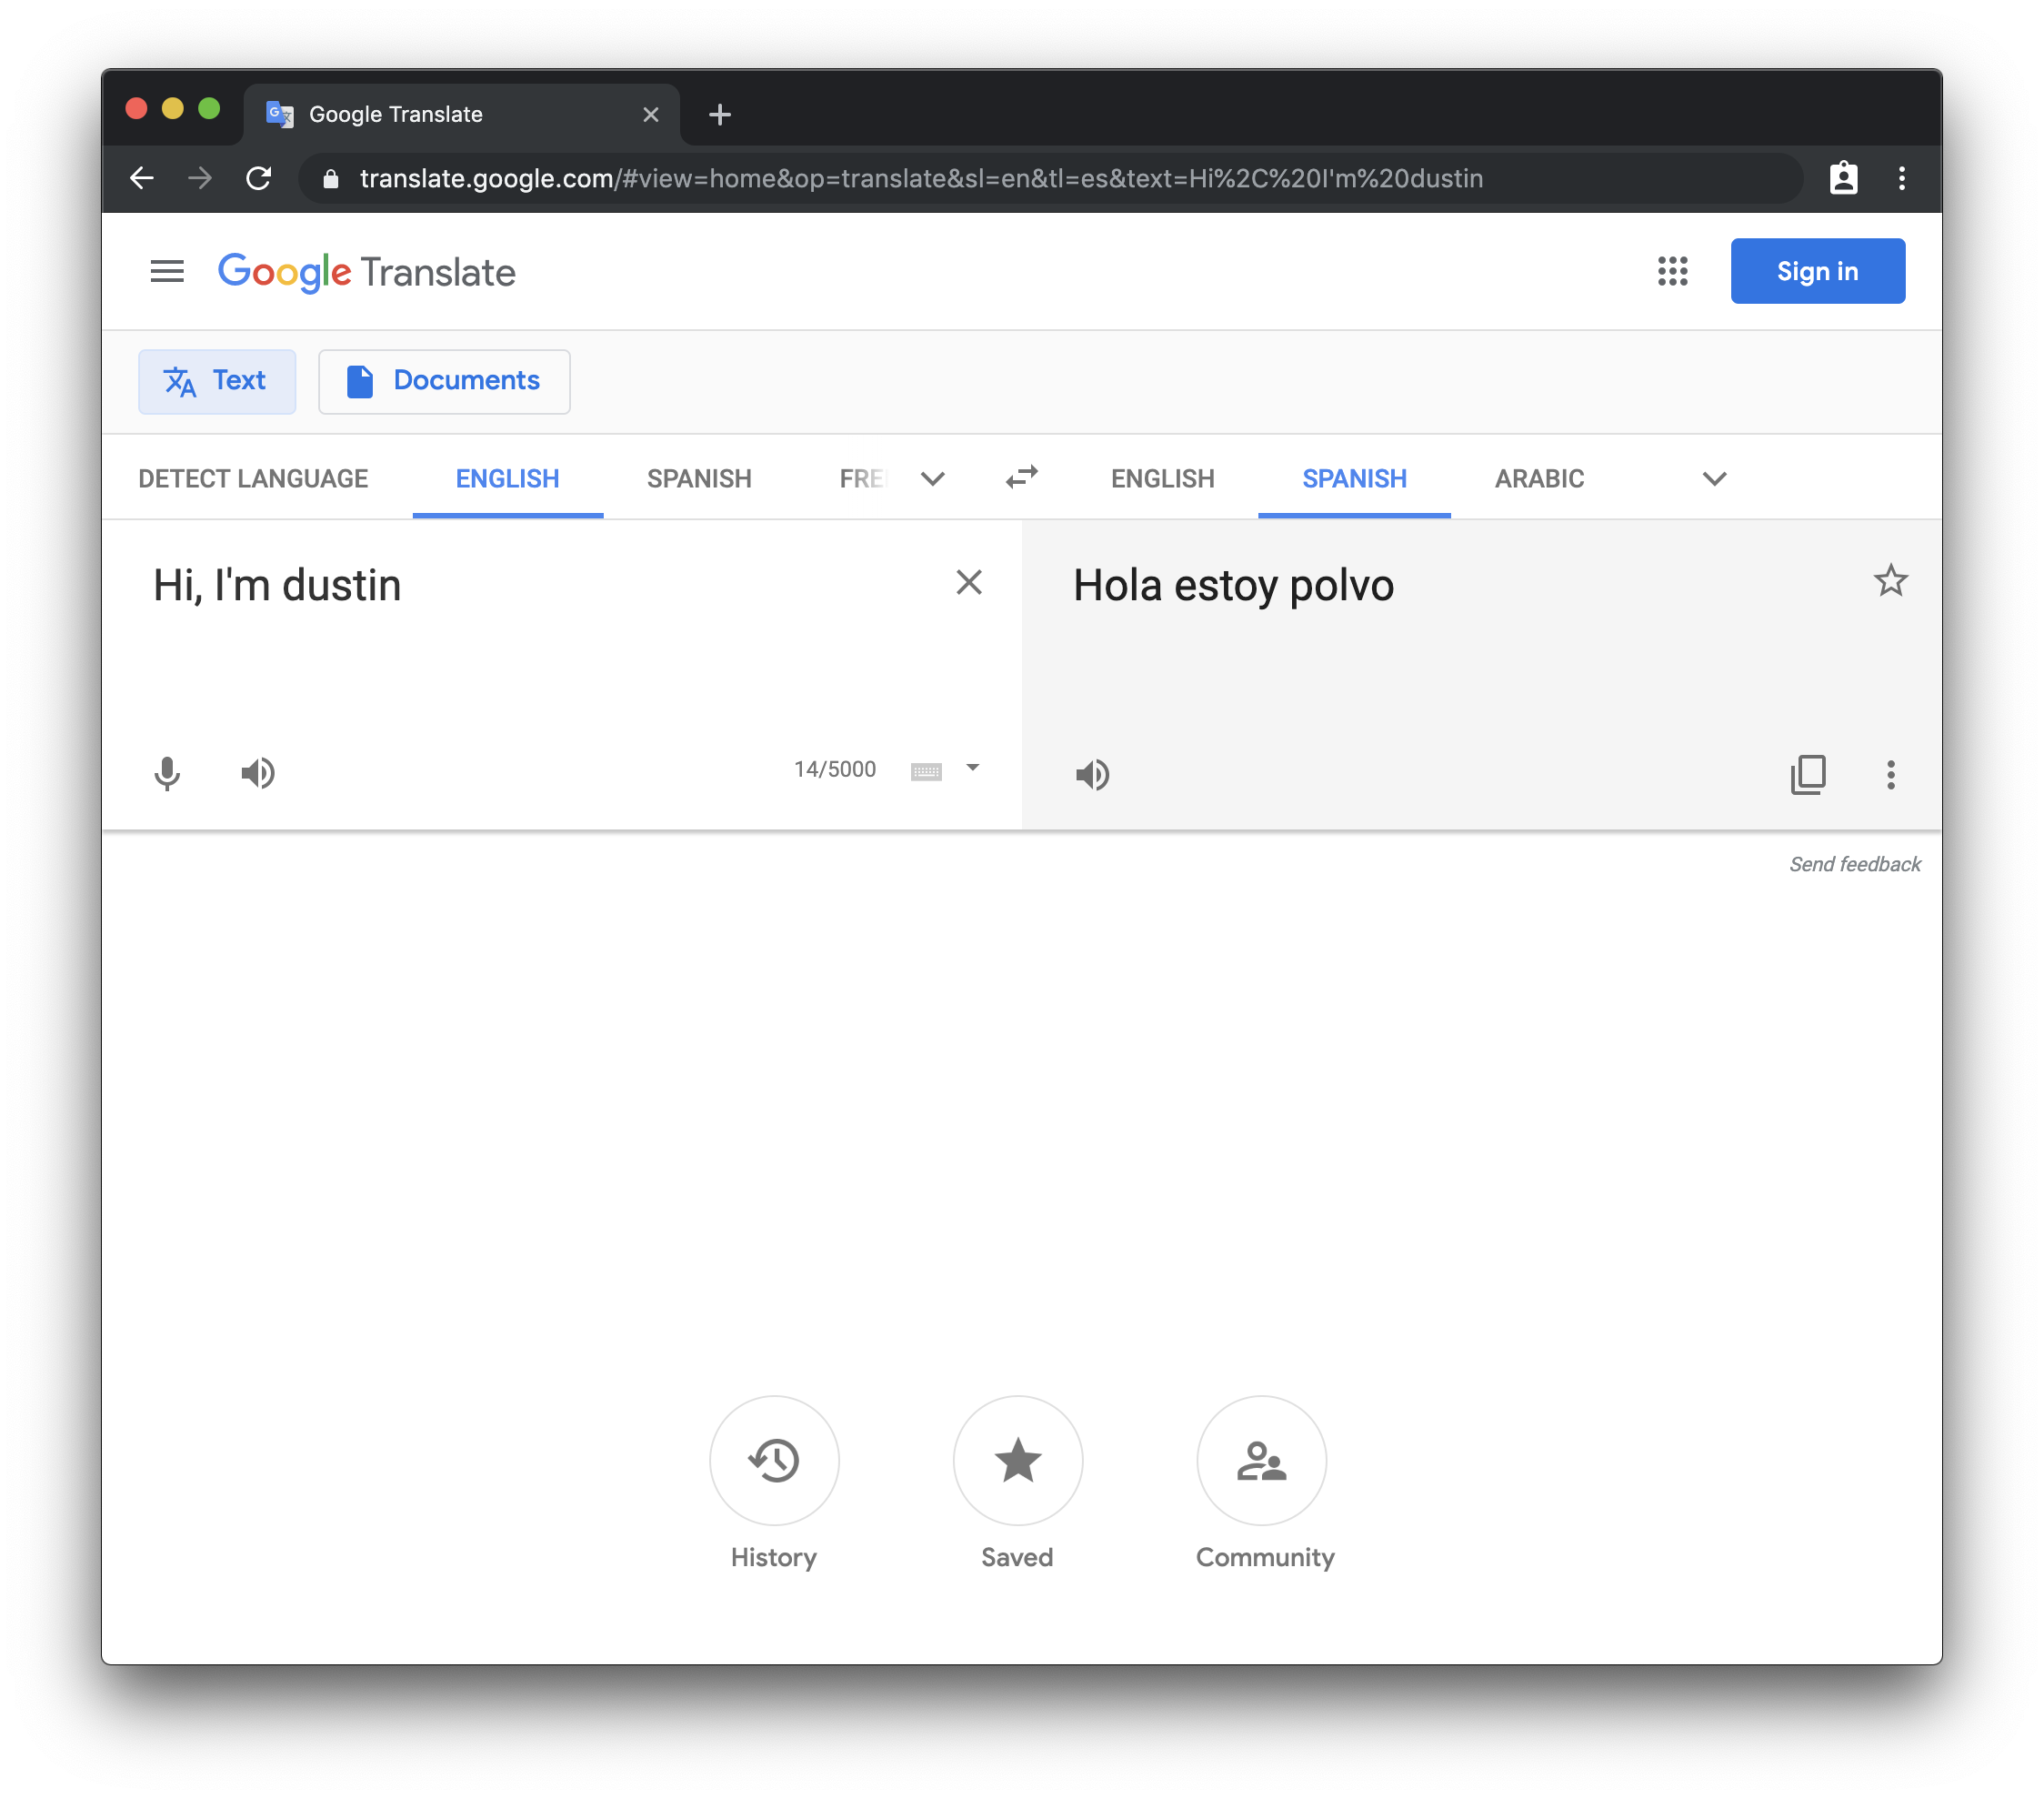 Google Translate
translate.google.com/#view=home&op=translate&sl=en&tl=es&text=Hi%2C%20I'm%20dustin
Google Translate
Sign in
Text
Documents
DETECT LANGUAGE
ENGLISH
SPANISH
ENGLISH
SPANISH
ARABIC
Hi, I'm dustin
Hola estoy polvo
14/5000
Send feedback
History
Saved
Community